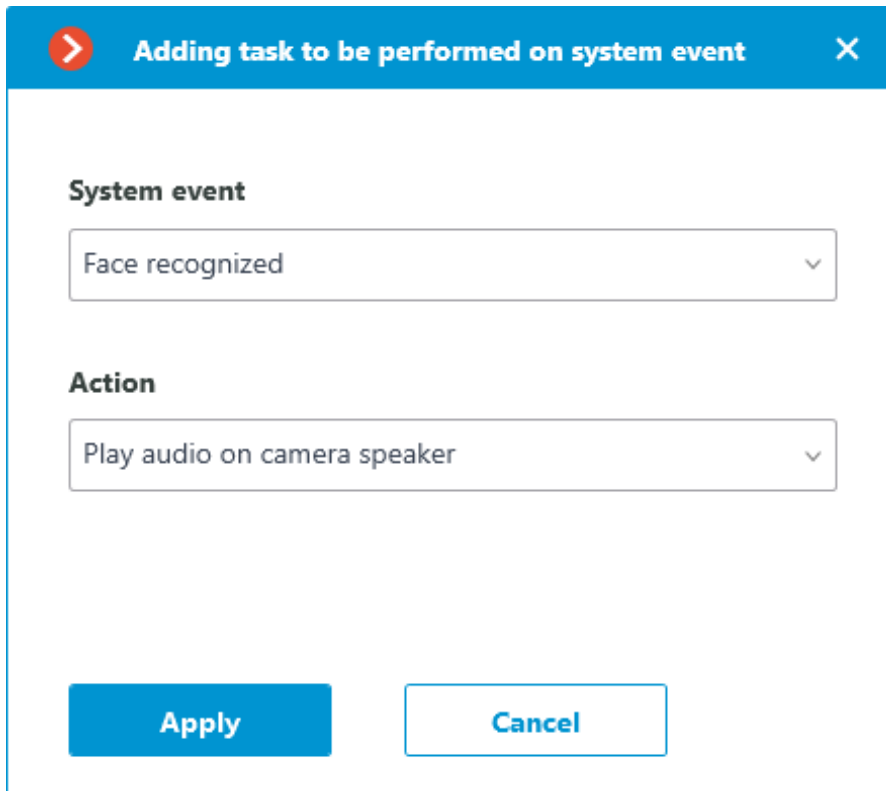 Adding task to be performed on system event
System event
Face recognized
Action
Play audio on camera speaker
Apply
Cancel